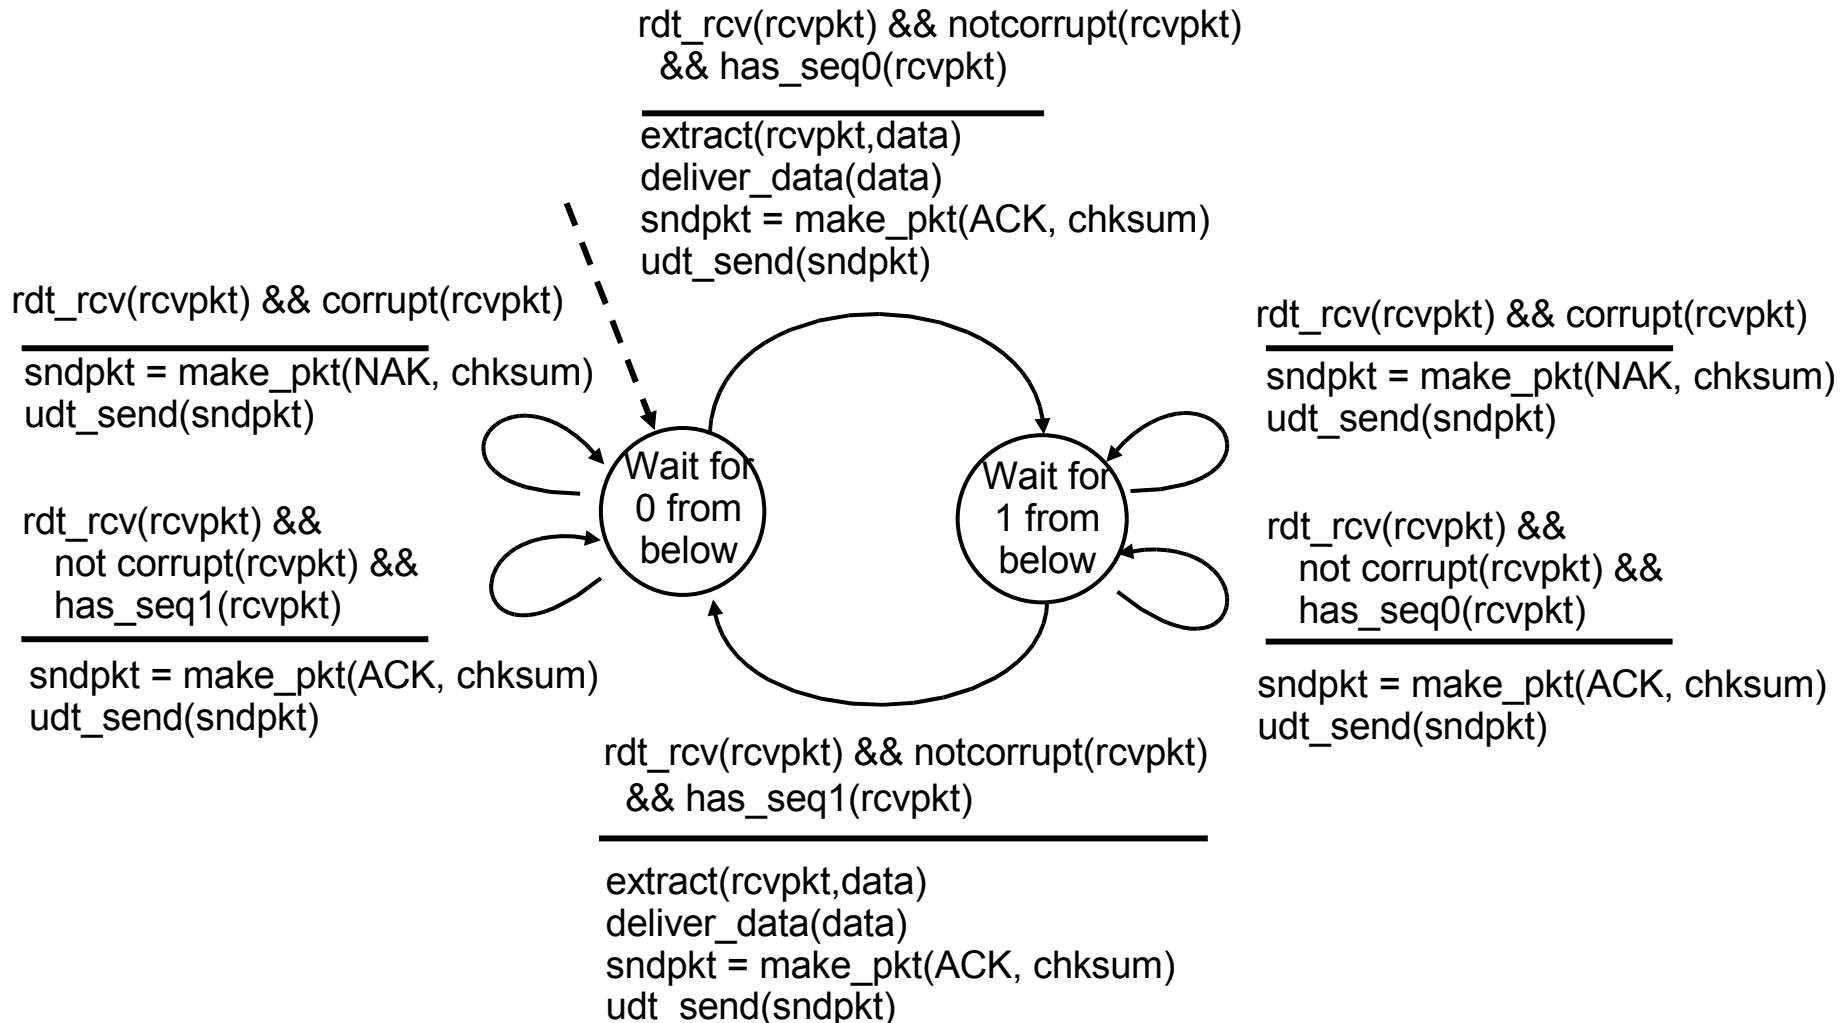 rdt_rcv(rcvpkt) && notcorrupt(rcvpkt)
&& has_seq0(rcvpkt)
extract(rcvpkt,data)
deliver_data(data)
sndpkt = make_pkt(ACK, chksum)
udt_send(sndpkt)
rdt_rcv(rcvpkt) && corrupt(rcvpkt)
sndpkt = make_pkt(NAK, chksum)
udt_send(sndpkt)
rdt_rcv(rcvpkt) &&
not corrupt(rcvpkt) &&
has_seq1(rcvpkt)
sndpkt = make_pkt(ACK, chksum)
udt_send(sndpkt)
Wait for
0 from
below
Wait for
1 from
below
rdt_rcv(rcvpkt) && corrupt(rcvpkt)
sndpkt = make_pkt(NAK, chksum)
udt_send(sndpkt)
rdt_rcv(rcvpkt) &&
not corrupt(rcvpkt) &&
has_seq0(rcvpkt)
sndpkt = make_pkt(ACK, chksum)
udt_send(sndpkt)
rdt_rcv(rcvpkt) && notcorrupt(rcvpkt)
&& has_seq1(rcvpkt)
extract(rcvpkt,data)
deliver_data(data)
sndpkt = make_pkt(ACK, chksum)
udt_send(sndpkt)